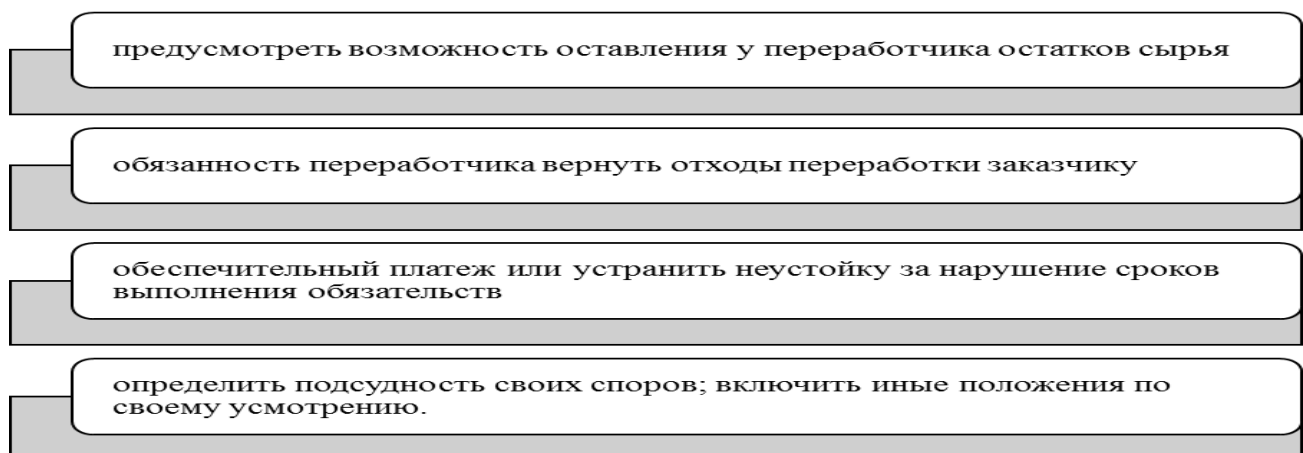 предусмотреть возможность оставления у переработчика остатков сырья
обязанность переработчика вернуть отходы переработки заказчику
обеспечительный платеж или устранить неустойку за нарушение сроков
выполнения обязательств
определить подсудность своих споров; включить иные положения по
своему усмотрению.